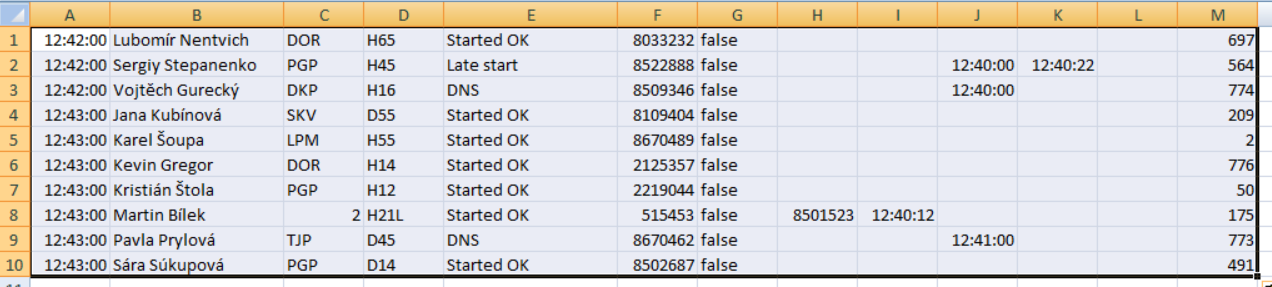 A B C D E F G H I J K L M
1 12:42:00 Lubomír Nentvich DOR H65 Started OK 8033232 false 697
2 12:42:00 Sergiy Stepanenko PGP H45 Late start 8522888 false 12:40:00 12:40:22 564
3 12:42:00 Vojtěch Gurecký DKP H16 DNS 8509346 false 12:40:00 774
4 12:43:00 Jana Kubínová SKV D55 Started OK 8109404 false 209
5 12:43:00 Karel Šoupa LPM H55 Started OK 8670489 false 2
6 12:43:00 Kevin Gregor DOR H14 Started OK 2125357 false 776
7 12:43:00 Kristián Štola PGP H12 Started OK 2219044 false 50
8 12:43:00 Martin Bílek 2 H21L Started OK 515453 false 8501523 12:40:12 175
9 12:43:00 Pavla Prylová TJP D45 DNS 8670462 false 12:41:00 773
10 12:43:00 Sára Súkupová PGP D14 Started OK 8502687 false 491